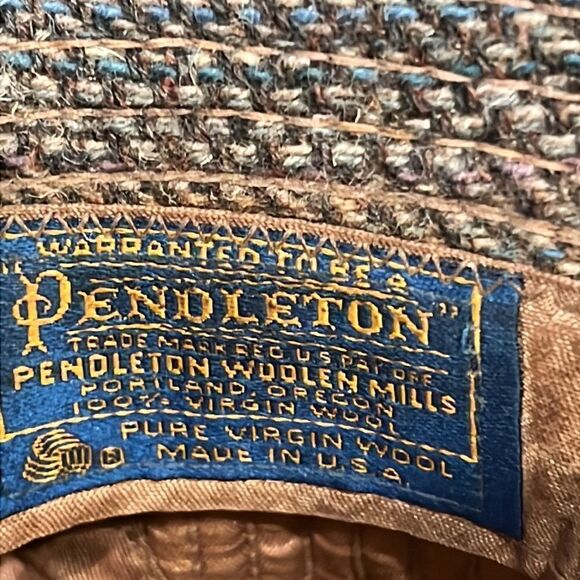 WARRANTED TO BE A
"PENDLETON"
TRADE MARK REG. U.S. PAT. OFF.
PENDLETON WOOLEN MILLS
PORTLAND, OREGON
100% VIRGIN WOOL
PURE VIRGIN WOOL
MADE IN U.S.A.
R